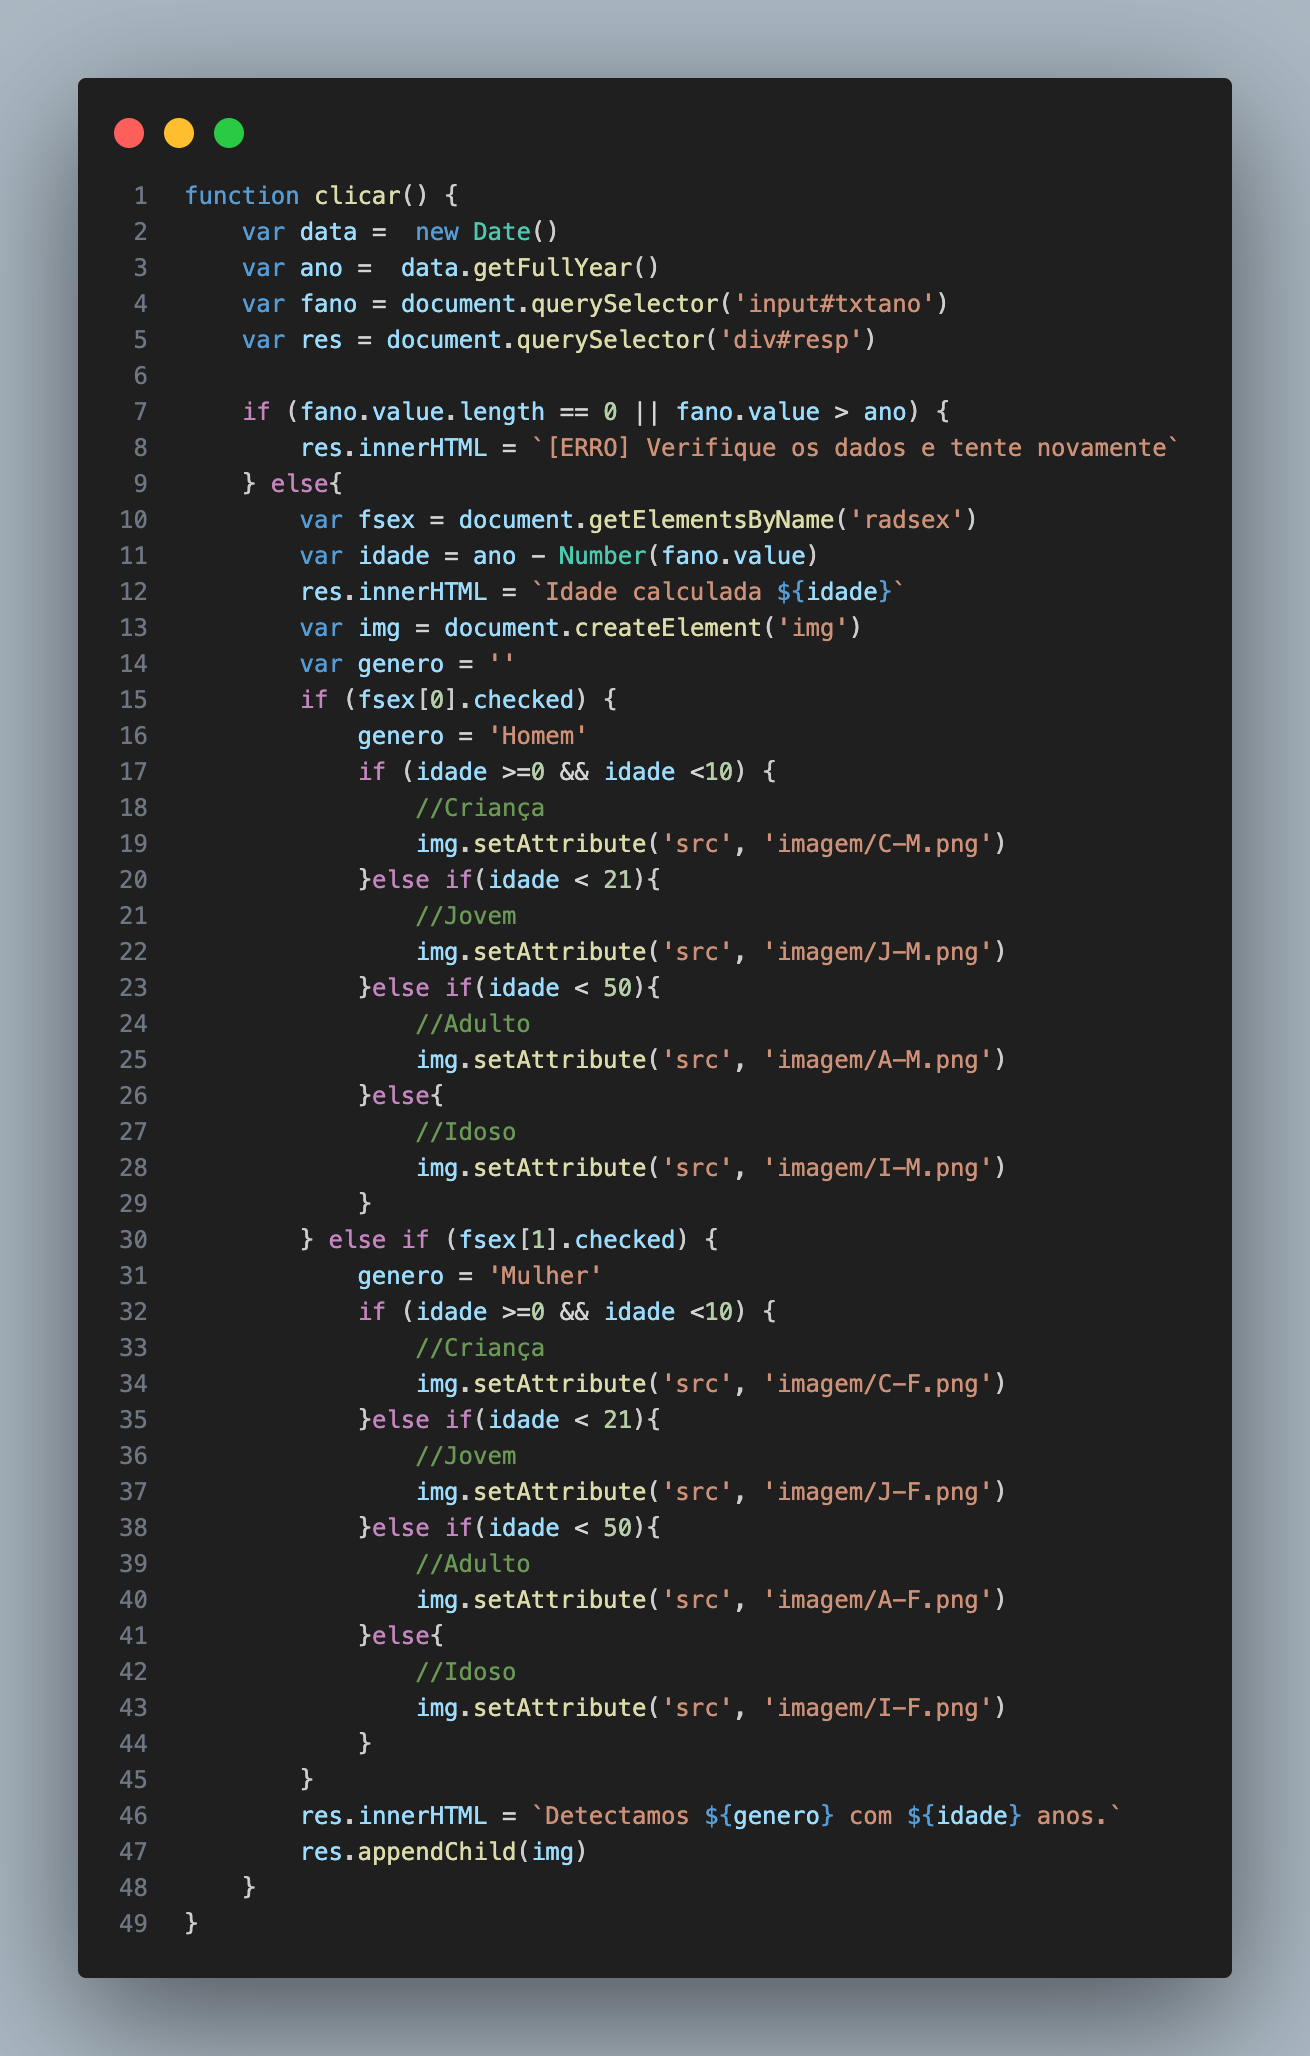 1 function clicar() {
2     var data =  new Date()
3     var ano =  data.getFullYear()
4     var fano = document.querySelector('input#txtano')
5     var res = document.querySelector('div#resp')
6
7     if (fano.value.length == 0 || fano.value > ano) {
8         res.innerHTML = `[ERRO] Verifique os dados e tente novamente`
9     } else{
10         var fsex = document.getElementsByName('radsex')
11         var idade = ano - Number(fano.value)
12         res.innerHTML = `Idade calculada ${idade}`
13         var img = document.createElement('img')
14         var genero = ''
15         if (fsex[0].checked) {
16             genero = 'Homem'
17             if (idade >=0 && idade <10) {
18                 //Criança
19                 img.setAttribute('src', 'imagem/C-M.png')
20             }else if(idade < 21){
21                 //Jovem
22                 img.setAttribute('src', 'imagem/J-M.png')
23             }else if(idade < 50){
24                 //Adulto
25                 img.setAttribute('src', 'imagem/A-M.png')
26             }else{
27                 //Idoso
28                 img.setAttribute('src', 'imagem/I-M.png')
29             }
30         } else if (fsex[1].checked) {
31             genero = 'Mulher'
32             if (idade >=0 && idade <10) {
33                 //Criança
34                 img.setAttribute('src', 'imagem/C-F.png')
35             }else if(idade < 21){
36                 //Jovem
37                 img.setAttribute('src', 'imagem/J-F.png')
38             }else if(idade < 50){
39                 //Adulto
40                 img.setAttribute('src', 'imagem/A-F.png')
41             }else{
42                 //Idoso
43                 img.setAttribute('src', 'imagem/I-F.png')
44             }
45         }
46         res.innerHTML = `Detectamos ${genero} com ${idade} anos.`
47         res.appendChild(img)
48     }
49 }